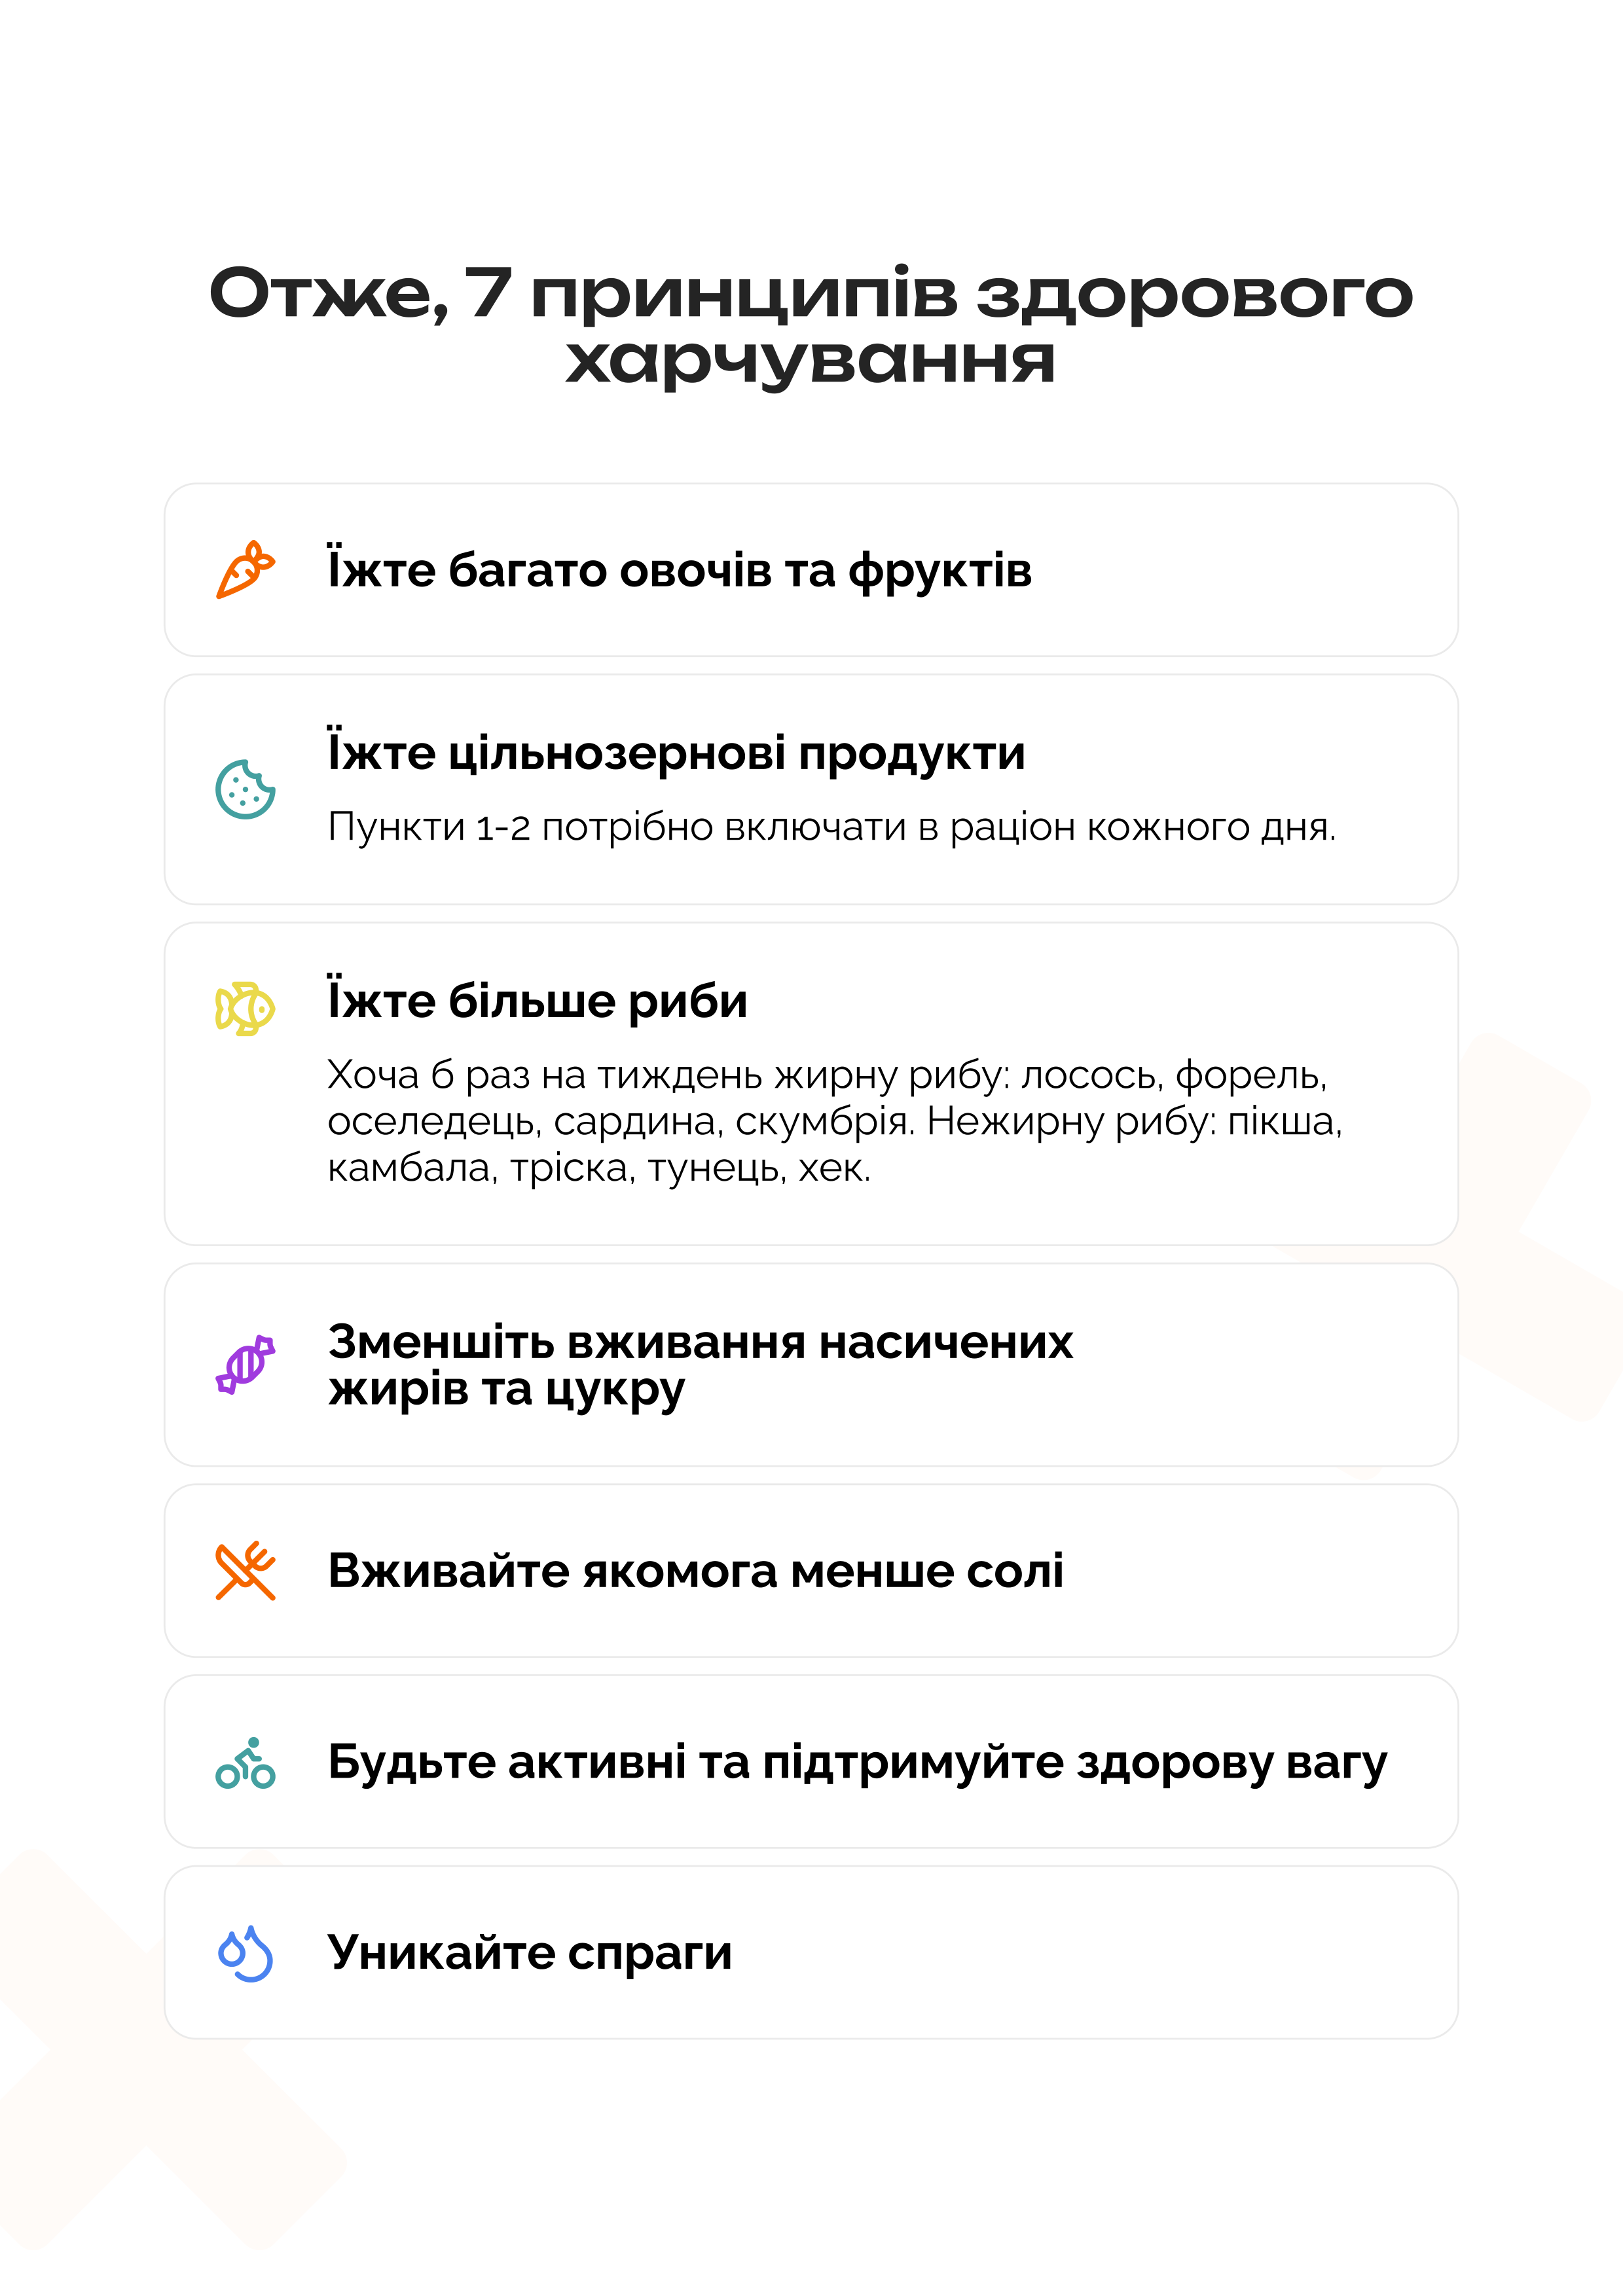 Отже, 7 принципів здорового
харчування
Їжте багато овочів та фруктів
Їжте цільнозернові продукти
Пункти 1-2 потрібно включати в раціон кожного дня.
Їжте більше риби
Хоча б раз на тиждень жирну рибу: лосось, форель,
оселедець, сардина, скумбрія. Нежирну рибу: пікша,
камбала, тріска, тунець, хек.
Зменшіть вживання насичених
жирів та цукру
Вживайте якомога менше солі
Будьте активні та підтримуйте здорову вагу
Уникайте спраги